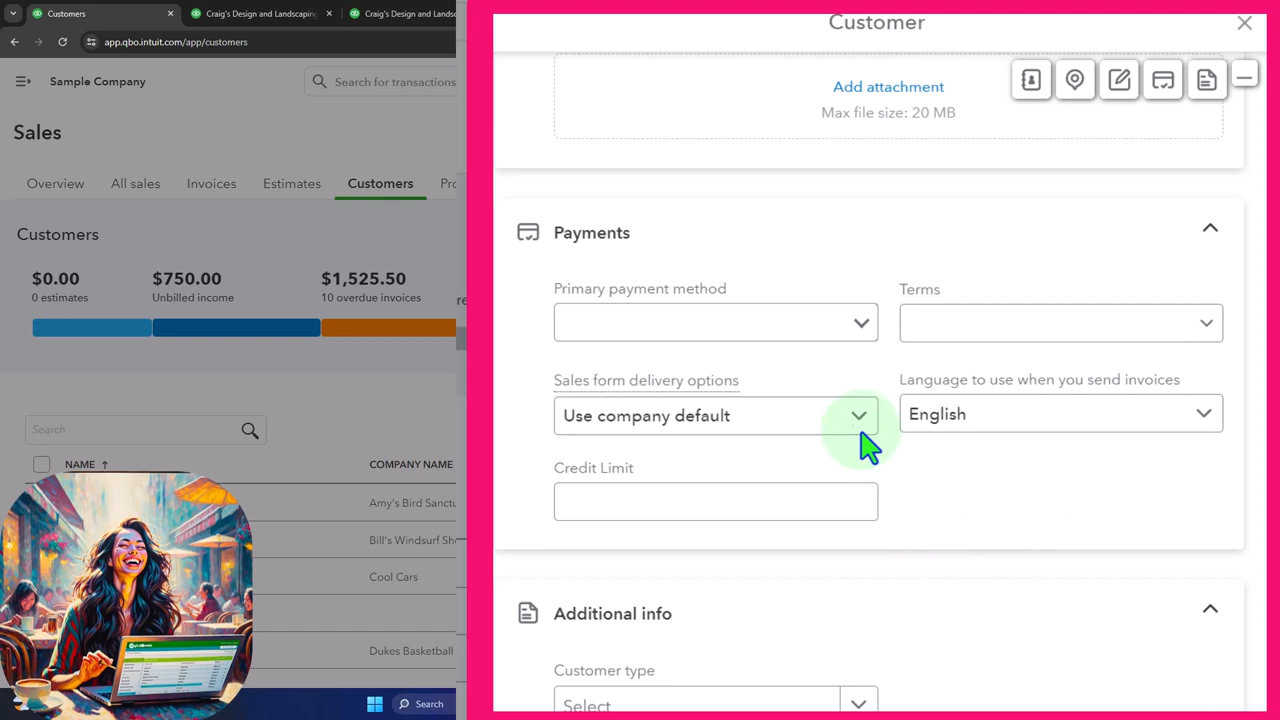 Customers
Craig's Design and Landscaping
Craig's Design and Lands
app.qbo.intuit.com/app/customers
Sample Company
Search for transactions
Sales
Overview All sales Invoices Estimates Customers Pro
Customers
$0.00 $750.00 $1,525.50
0 estimates Unbilled income 10 overdue invoices
Search
NAME COMPANY NAME
Amy's Bird Sanctu
Bill's Windsurf Sh
Cool Cars
Dukes Basketball
Search
Customer
Add attachment
Max file size: 20 MB
Payments
Primary payment method Terms
Sales form delivery options Language to use when you send invoices
Use company default English
Credit Limit
Additional info
Customer type
Select